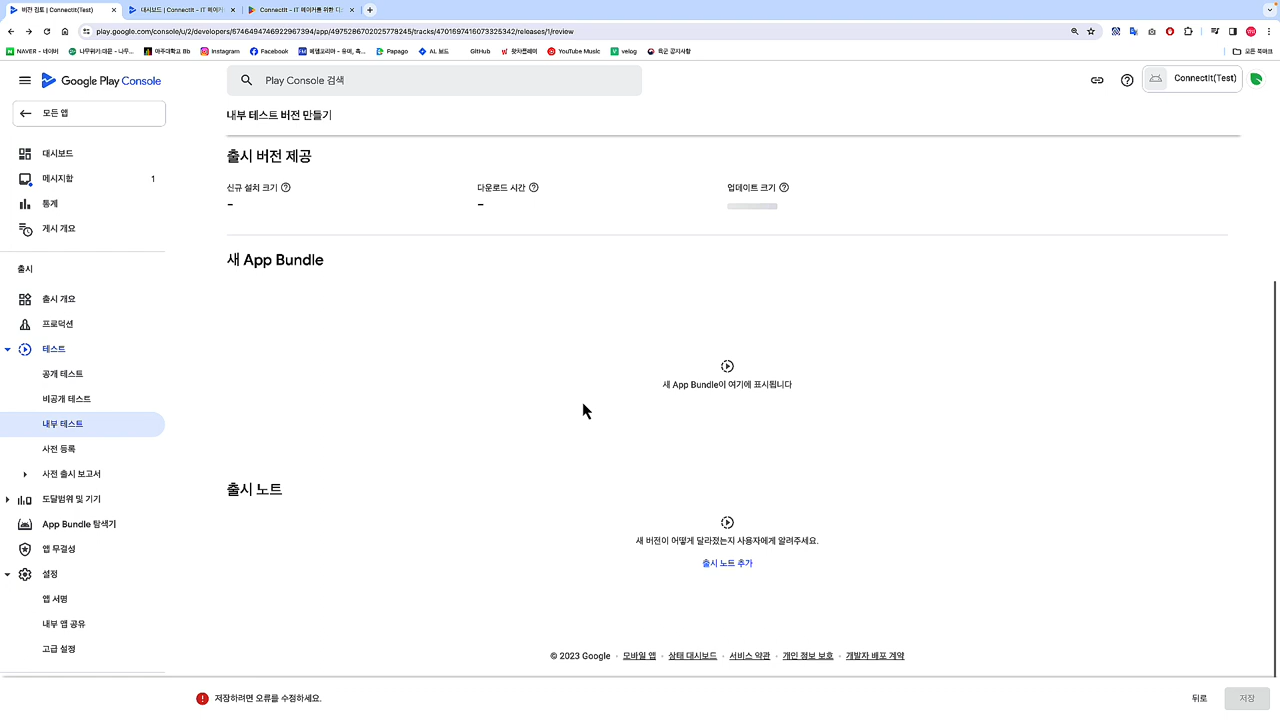 버전 검토 | ConnectIt(Test)
대시보드 | ConnectIt - IT 메이커
ConnectIt - IT 메이커를 위한 디
play.google.com/console/u/2/developers/6746494746922967394/app/4975286702025778245/tracks/4701697416073325342/releases/1/review
NAVER - 네이버
나무위키:대문 - 나무...
아주대학교 Bb
Instagram
Facebook
에펨코리아 - 유머, 축...
Papago
AL 보드
GitHub
왓챠플레이
YouTube Music
velog
육군 공지사항
모든 북마크
Google Play Console
Play Console 검색
ConnectIt(Test)
모든 앱
대시보드
메시지함 1
통계
게시 개요
출시
출시 개요
프로덕션
테스트
공개 테스트
비공개 테스트
내부 테스트
사전 등록
사전 출시 보고서
도달범위 및 기기
App Bundle 탐색기
앱 무결성
설정
앱 서명
내부 앱 공유
고급 설정
내부 테스트 버전 만들기
출시 버전 제공
신규 설치 크기 다운로드 시간 업데이트 크기
– –
새 App Bundle
새 App Bundle이 여기에 표시됩니다
출시 노트
새 버전이 어떻게 달라졌는지 사용자에게 알려주세요.
출시 노트 추가
© 2023 Google · 모바일 앱 · 상태 대시보드 · 서비스 약관 · 개인 정보 보호 · 개발자 배포 계약
저장하려면 오류를 수정하세요.
뒤로 저장